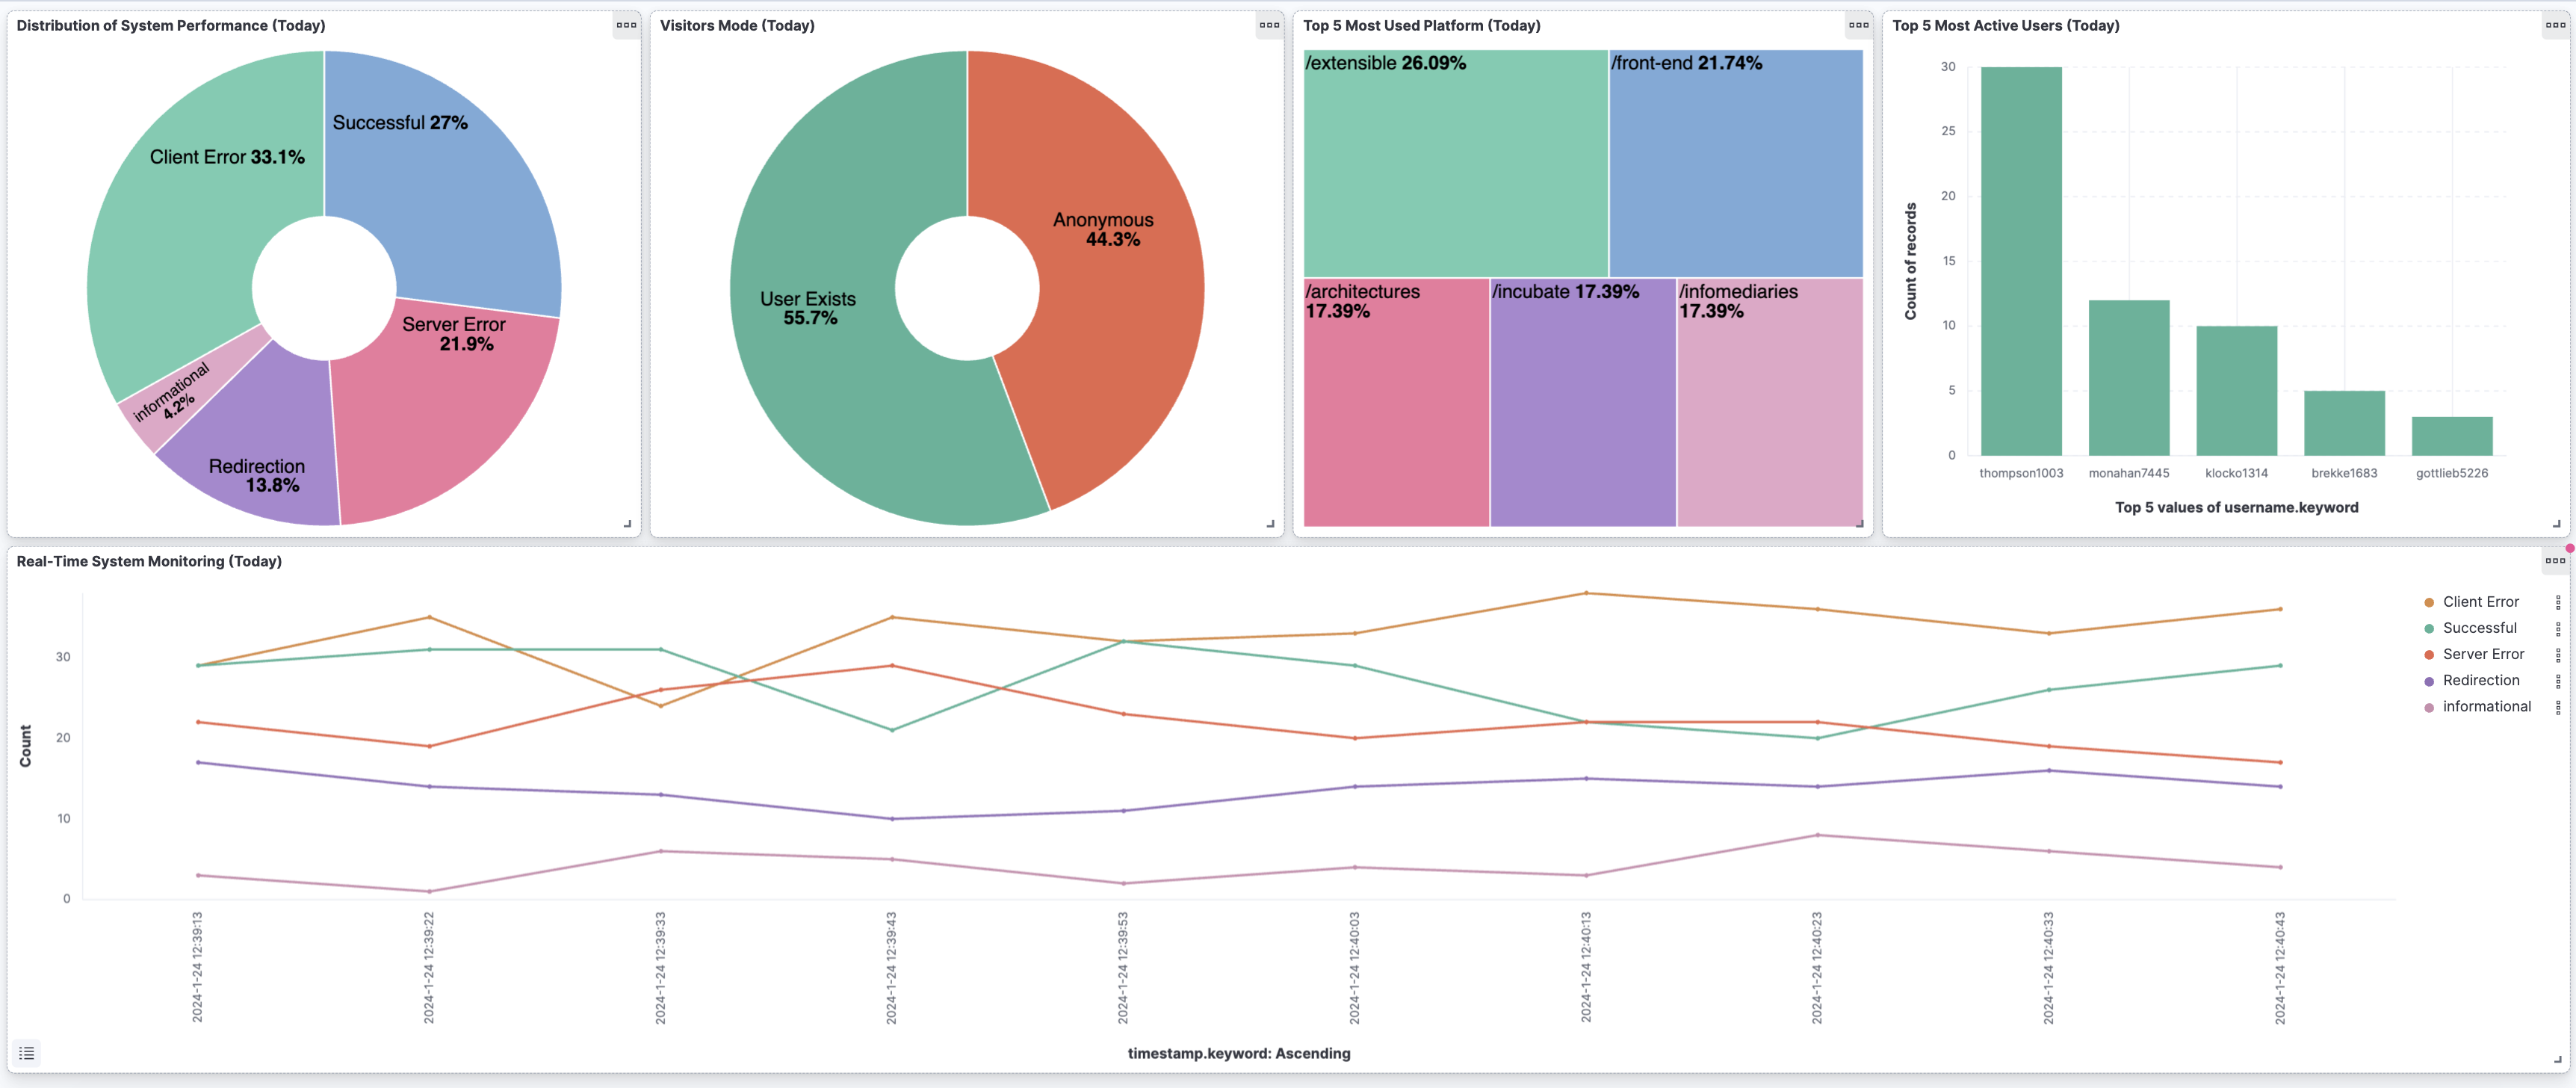 Distribution of System Performance (Today)
Successful 27%
Client Error 33.1%
Server Error
21.9%
informational
4.2%
Redirection
13.8%
Visitors Mode (Today)
Anonymous
44.3%
User Exists
55.7%
Top 5 Most Used Platform (Today)
/extensible 26.09%
/front-end 21.74%
/architectures
17.39%
/incubate 17.39%
/infomediaries
17.39%
Top 5 Most Active Users (Today)
Count of records
30
25
20
15
10
5
0
thompson1003
monahan7445
klocko1314
brekke1683
gottlieb5226
Top 5 values of username.keyword
Real-Time System Monitoring (Today)
Count
30
20
10
0
2024-1-24 12:39:13
2024-1-24 12:39:22
2024-1-24 12:39:33
2024-1-24 12:39:43
2024-1-24 12:39:53
2024-1-24 12:40:03
2024-1-24 12:40:13
2024-1-24 12:40:23
2024-1-24 12:40:33
2024-1-24 12:40:43
timestamp.keyword: Ascending
Client Error
Successful
Server Error
Redirection
informational